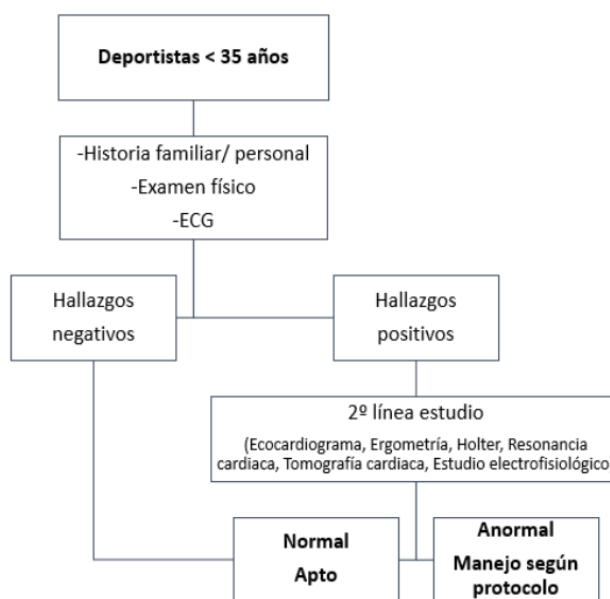 Deportistas < 35 años
-Historia familiar/ personal
-Examen físico
-ECG
Hallazgos
negativos
Hallazgos
positivos
2º línea estudio
(Ecocardiograma, Ergometría, Holter, Resonancia
cardiaca, Tomografía cardiaca, Estudio electrofisiológico)
Normal
Apto
Anormal
Manejo según
protocolo